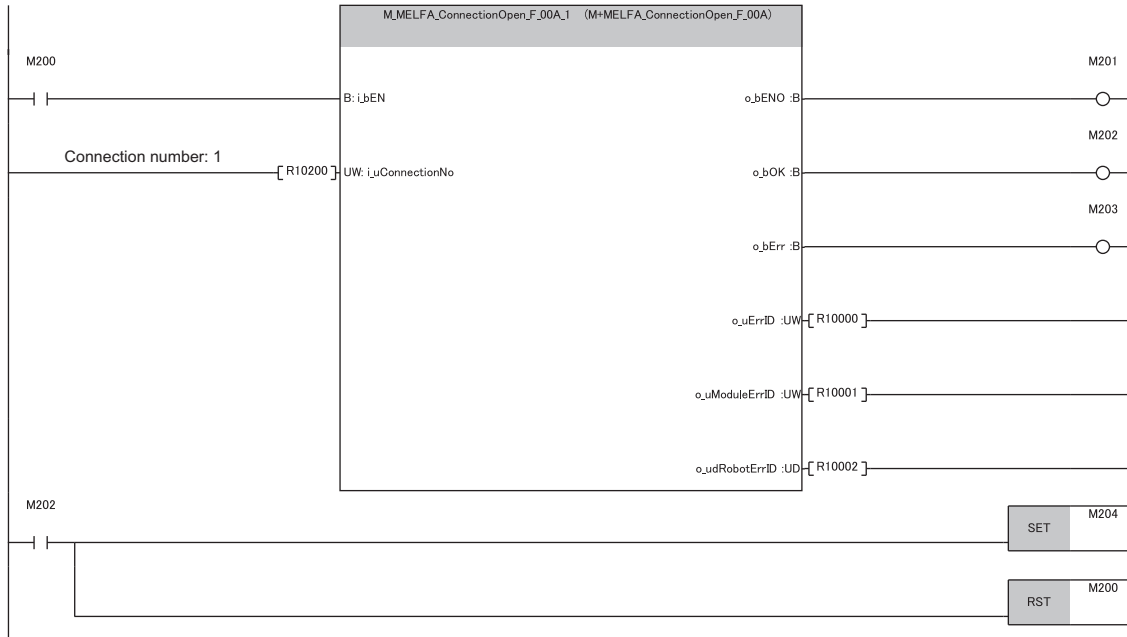 M_MELFA_ConnectionOpen_F_00A_1 (M+MELFA_ConnectionOpen_F_00A)
M200
M201
B: i_bEN
o_bENO :B
M202
Connection number: 1
R10200
UW: i_uConnectionNo
o_bOK :B
M203
o_bErr :B
o_uErrID :UW
R10000
o_uModuleErrID :UW
R10001
o_udRobotErrID :UD
R10002
M202
SET
M204
RST
M200